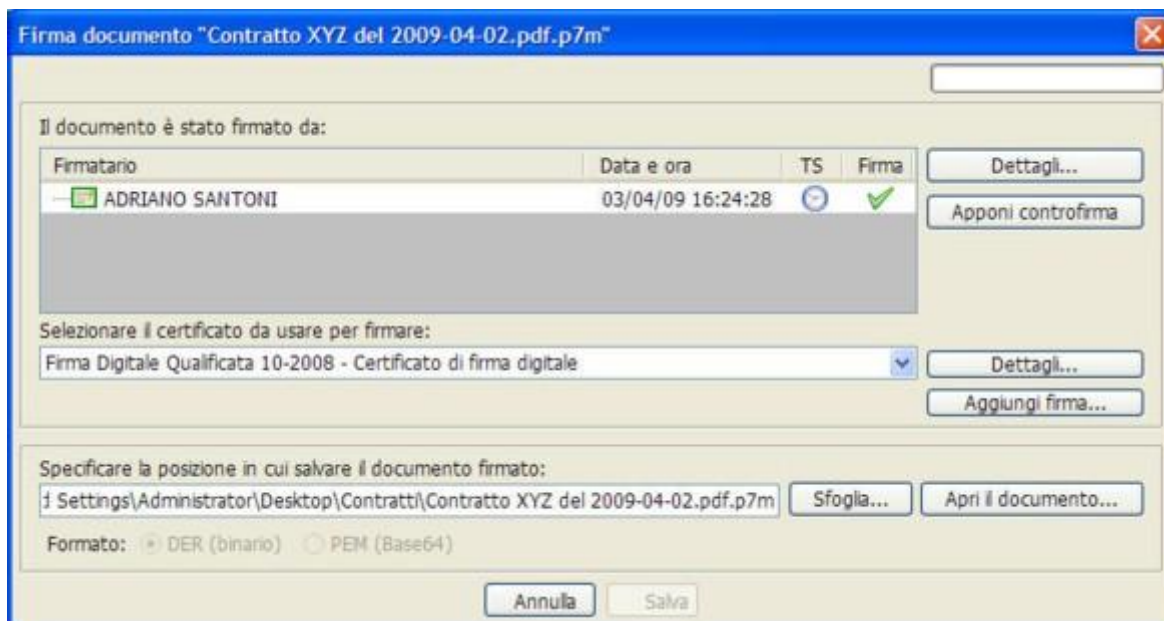 Firma documento "Contratto XYZ del 2009-04-02.pdf.p7m"
Il documento è stato firmato da:
Firmatario Data e ora TS Firma
ADRIANO SANTONI 03/04/09 16:24:28
Dettagli...
Apponi controfirma
Selezionare il certificato da usare per firmare:
Firma Digitale Qualificata 10-2008 - Certificato di firma digitale
Dettagli...
Aggiungi firma...
Specificare la posizione in cui salvare il documento firmato:
Settings\Administrator\Desktop\Contratti\Contratto XYZ del 2009-04-02.pdf.p7m
Sfoglia... Apri il documento...
Formato: DER (binario) PEM (Base64)
Annulla Salva